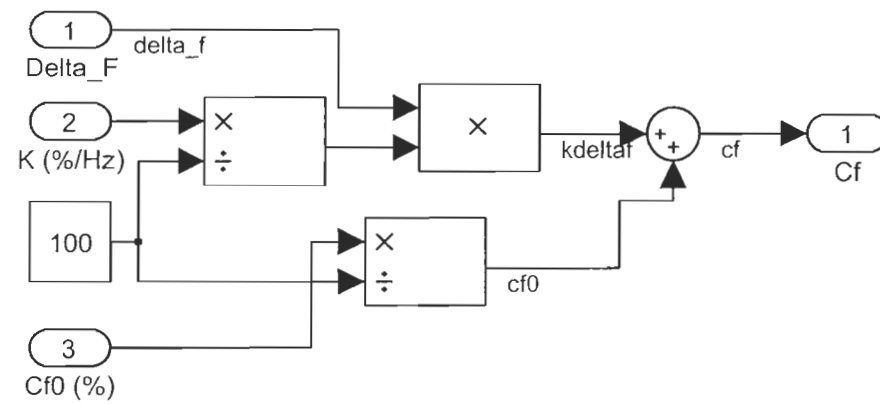 1
delta_f
Delta_F
2
×
÷
K (%/Hz)
×
kdeltaf
+
+
cf
1
Cf
100
×
÷
cf0
3
Cf0 (%)